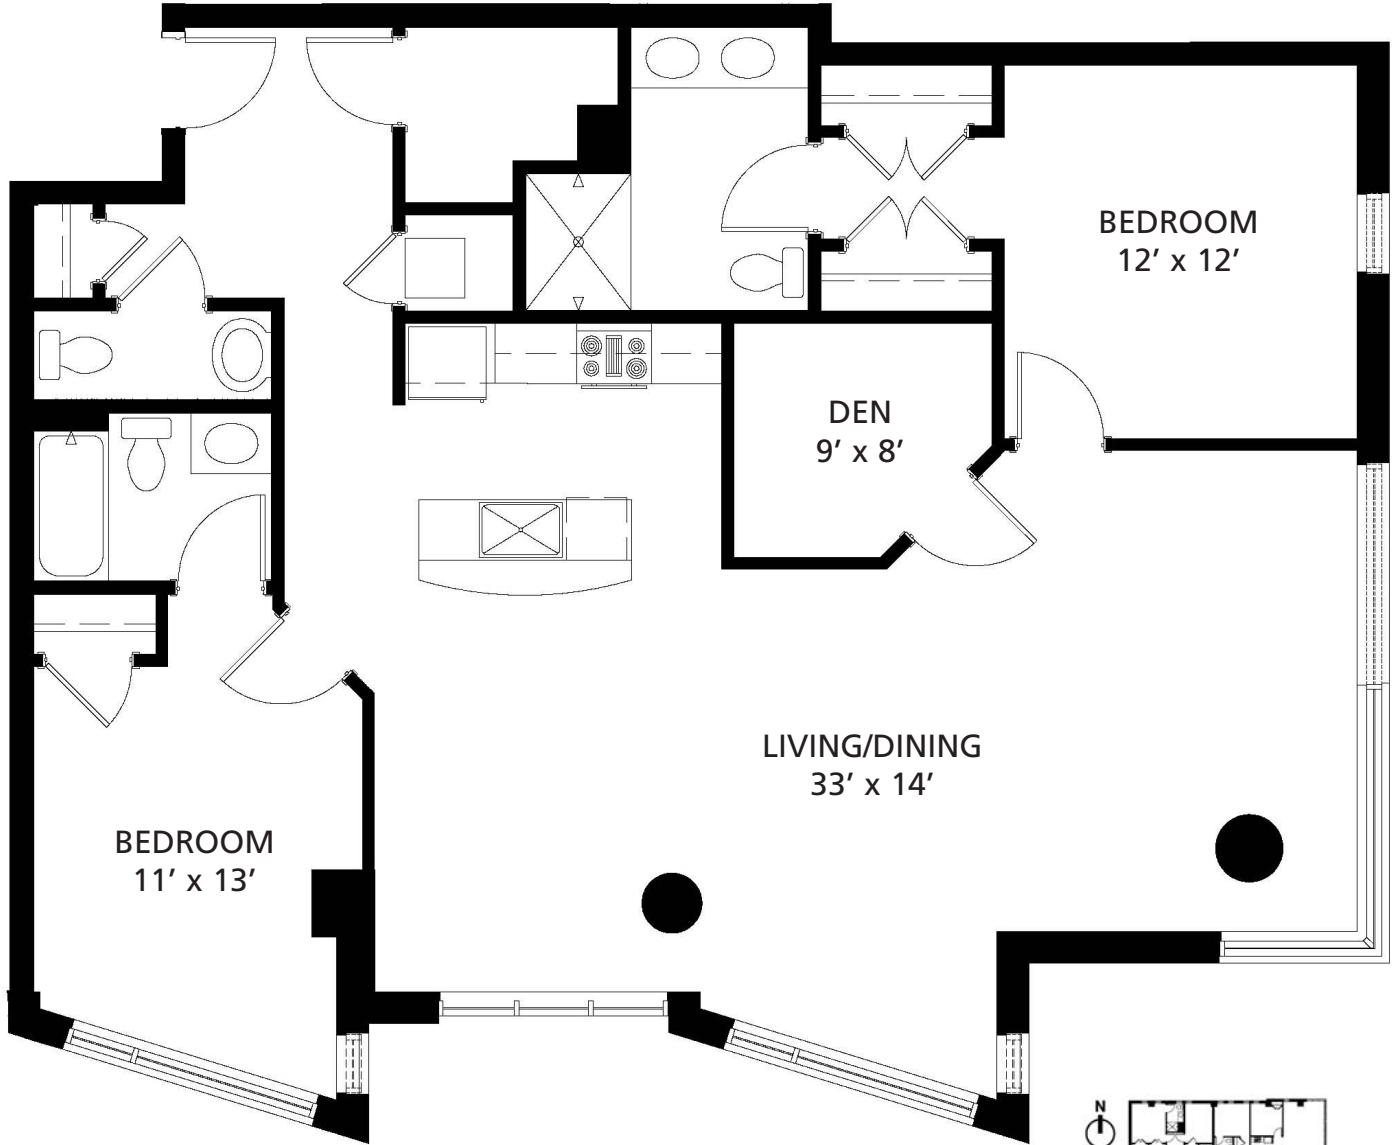 BEDROOM
12′ x 12′
DEN
9′ x 8′
LIVING/DINING
33′ x 14′
BEDROOM
11′ x 13′
N